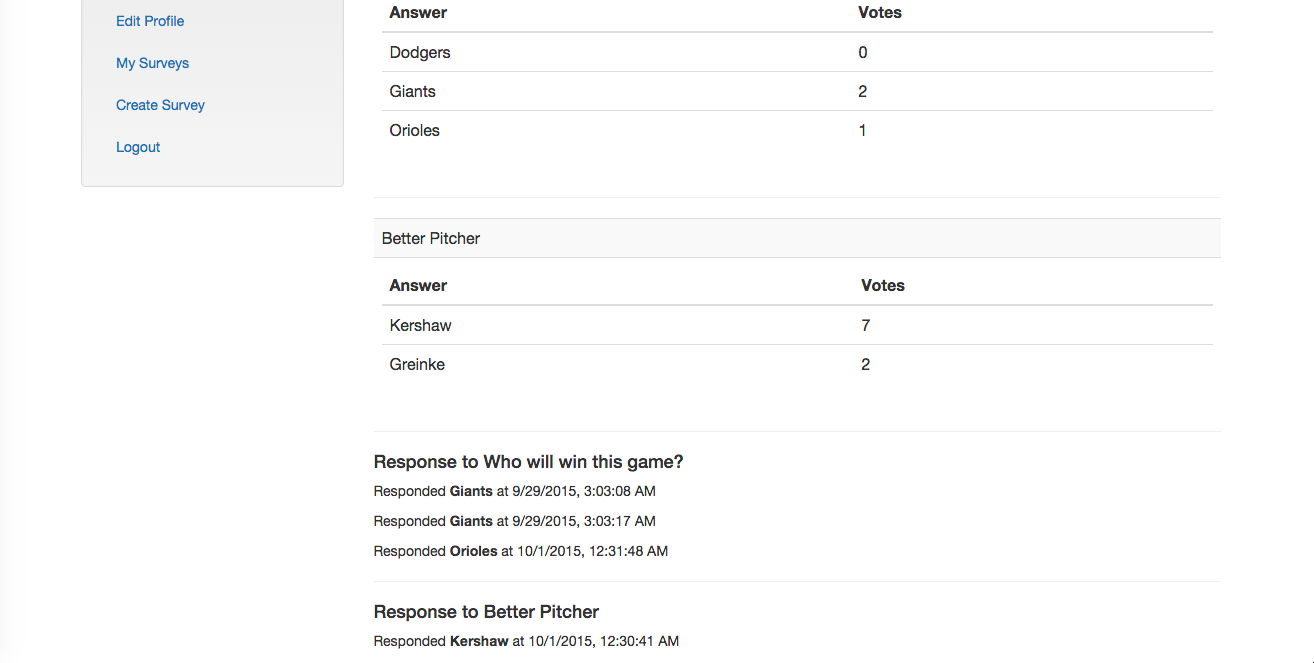 Edit Profile
My Surveys
Create Survey
Logout
Answer Votes
Dodgers 0
Giants 2
Orioles 1
Better Pitcher
Answer Votes
Kershaw 7
Greinke 2
Response to Who will win this game?
Responded Giants at 9/29/2015, 3:03:08 AM
Responded Giants at 9/29/2015, 3:03:17 AM
Responded Orioles at 10/1/2015, 12:31:48 AM
Response to Better Pitcher
Responded Kershaw at 10/1/2015, 12:30:41 AM